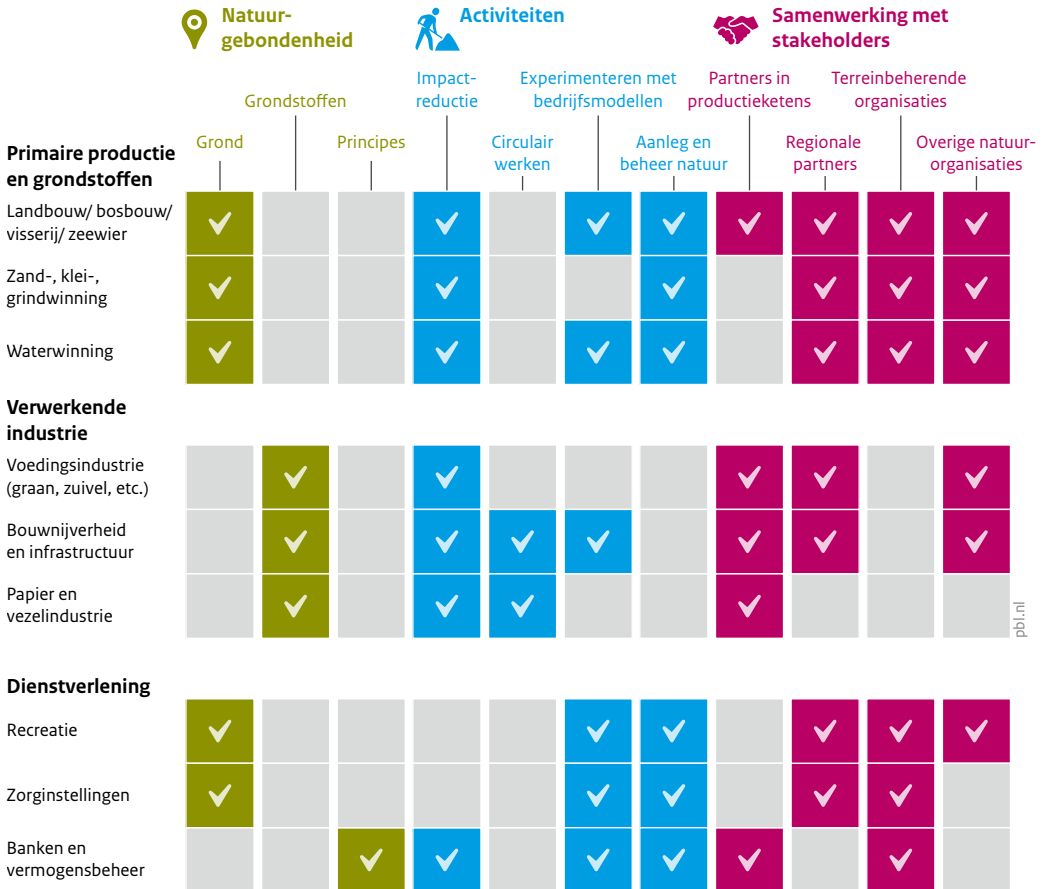 Natuur-
gebondenheid
Activiteiten
Samenwerking met
stakeholders
Impact-
reductie
Experimenteren met
bedrijfsmodellen
Partners in
productieketens
Terreinbeherende
organisaties
Grondstoffen
Grond
Principes
Circulair
werken
Aanleg en
beheer natuur
Regionale
partners
Overige natuur-
organisaties
Primaire productie
en grondstoffen
Landbouw/ bosbouw/
visserij/ zeewier
Zand-, klei-,
grindwinning
Waterwinning
Verwerkende
industrie
Voedingsindustrie
(graan, zuivel, etc.)
Bouwnijverheid
en infrastructuur
Papier en
vezelindustrie
pbl.nl
Dienstverlening
Recreatie
Zorginstellingen
Banken en
vermogensbeheer